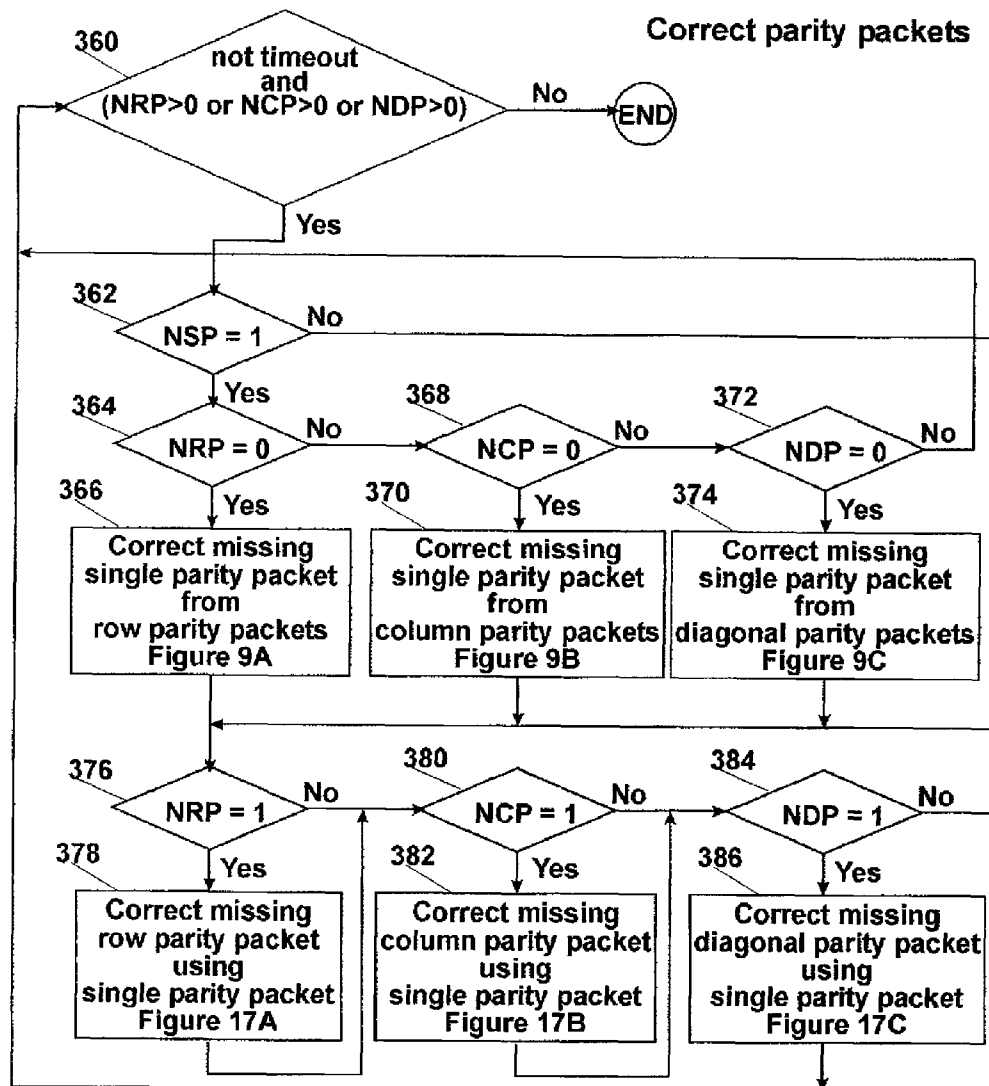 Correct parity packets
360
not timeout
and
(NRP>0 or NCP>0 or NDP>0)
No
END
Yes
362
NSP = 1
No
Yes
364
NRP = 0
No
368
NCP = 0
No
372
NDP = 0
No
366
Yes
370
Yes
374
Yes
Correct missing
single parity packet
from
row parity packets
Figure 9A
Correct missing
single parity packet
from
column parity packets
Figure 9B
Correct missing
single parity packet
from
diagonal parity packets
Figure 9C
376
NRP = 1
No
380
NCP = 1
No
384
NDP = 1
No
378
Yes
382
Yes
386
Yes
Correct missing
row parity packet
using
single parity packet
Figure 17A
Correct missing
column parity packet
using
single parity packet
Figure 17B
Correct missing
diagonal parity packet
using
single parity packet
Figure 17C